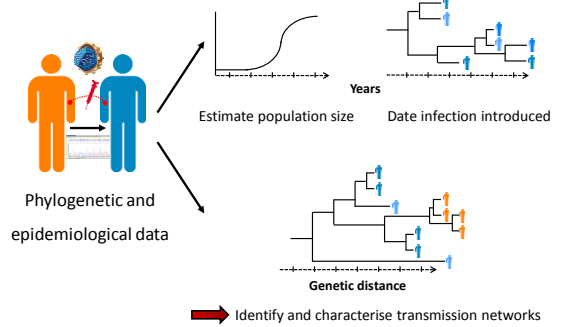 Years
Estimate population size
Date infection introduced
Phylogenetic and
epidemiological data
Genetic distance
Identify and characterise transmission networks